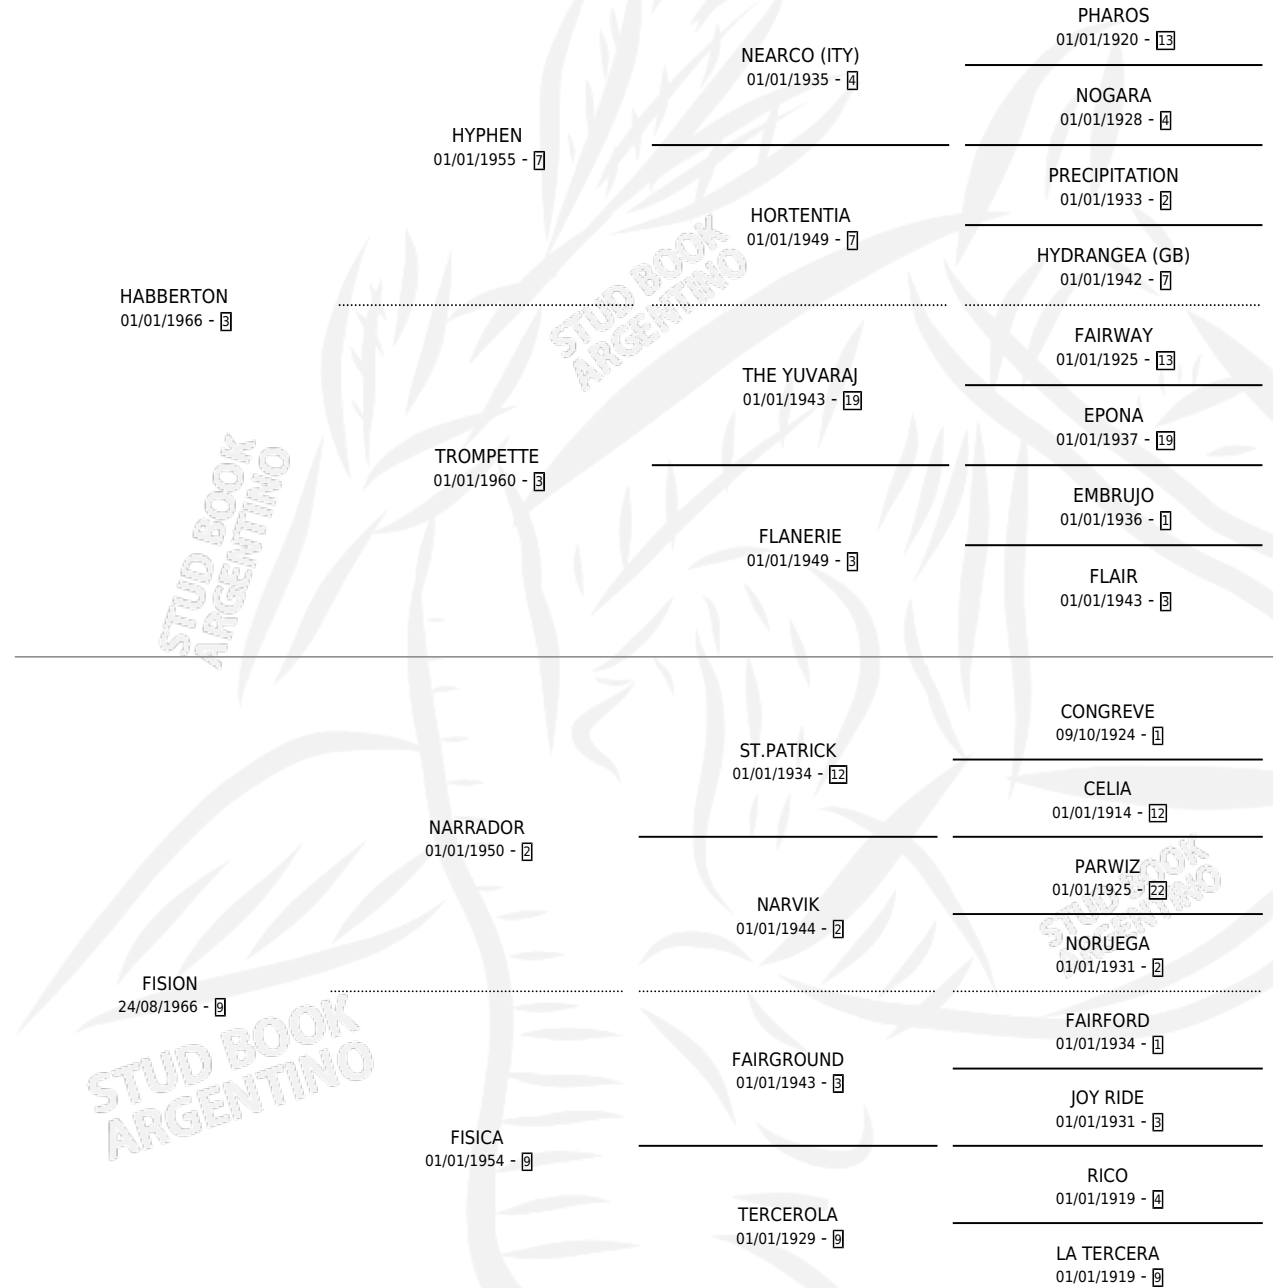 PHAROS
01/01/1920 - 13
NEARCO (ITY)
01/01/1935 - 4
NOGARA
01/01/1928 - 4
HYPHEN
01/01/1955 - 7
PRECIPITATION
01/01/1933 - 2
HORTENTIA
01/01/1949 - 7
HYDRANGEA (GB)
01/01/1942 - 7
HABBERTON
01/01/1966 - 3
FAIRWAY
01/01/1925 - 13
THE YUVARAJ
01/01/1943 - 19
EPONA
01/01/1937 - 19
TROMPETTE
01/01/1960 - 3
EMBRUJO
01/01/1936 - 1
FLANERIE
01/01/1949 - 3
FLAIR
01/01/1943 - 3
CONGREVE
09/10/1924 - 1
ST.PATRICK
01/01/1934 - 12
CELIA
01/01/1914 - 12
NARRADOR
01/01/1950 - 2
PARWIZ
01/01/1925 - 22
NARVIK
01/01/1944 - 2
NORUEGA
01/01/1931 - 2
FISION
24/08/1966 - 9
FAIRFORD
01/01/1934 - 1
FAIRGROUND
01/01/1943 - 3
JOY RIDE
01/01/1931 - 3
FISICA
01/01/1954 - 9
RICO
01/01/1919 - 4
TERCEROLA
01/01/1929 - 9
LA TERCERA
01/01/1919 - 9
STUD BOOK
ARGENTINO
STUD BOOK
ARGENTINO
STUD BOOK
ARGENTINO
STUD BOOK
ARGENTINO